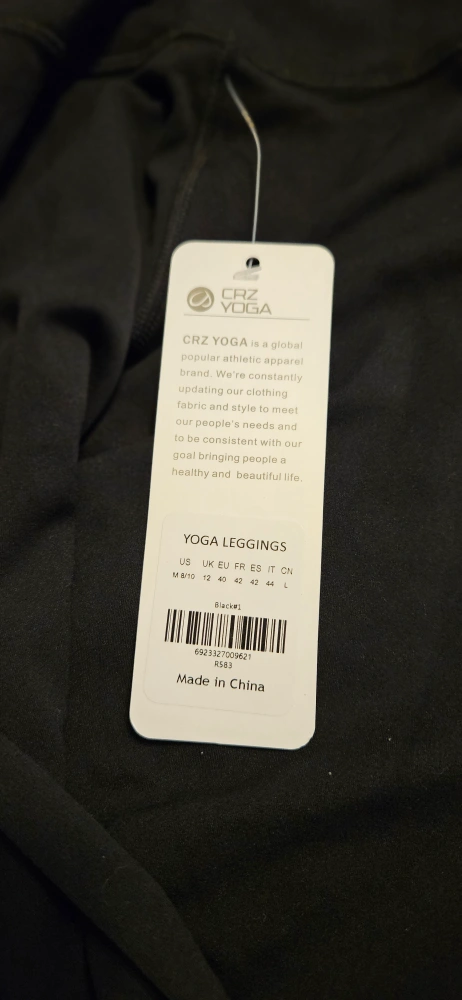 CRZ
YOGA
CRZ YOGA is a global
popular athletic apparel
brand. We're constantly
updating our clothing
fabric and style to meet
our people's needs and
to be consistent with our
goal bringing people a
healthy and beautiful life.
YOGA LEGGINGS
US UK EU FR ES IT CN
M 8/10 12 40 42 42 44 L
Black#1
6923327009621
R583
Made in China